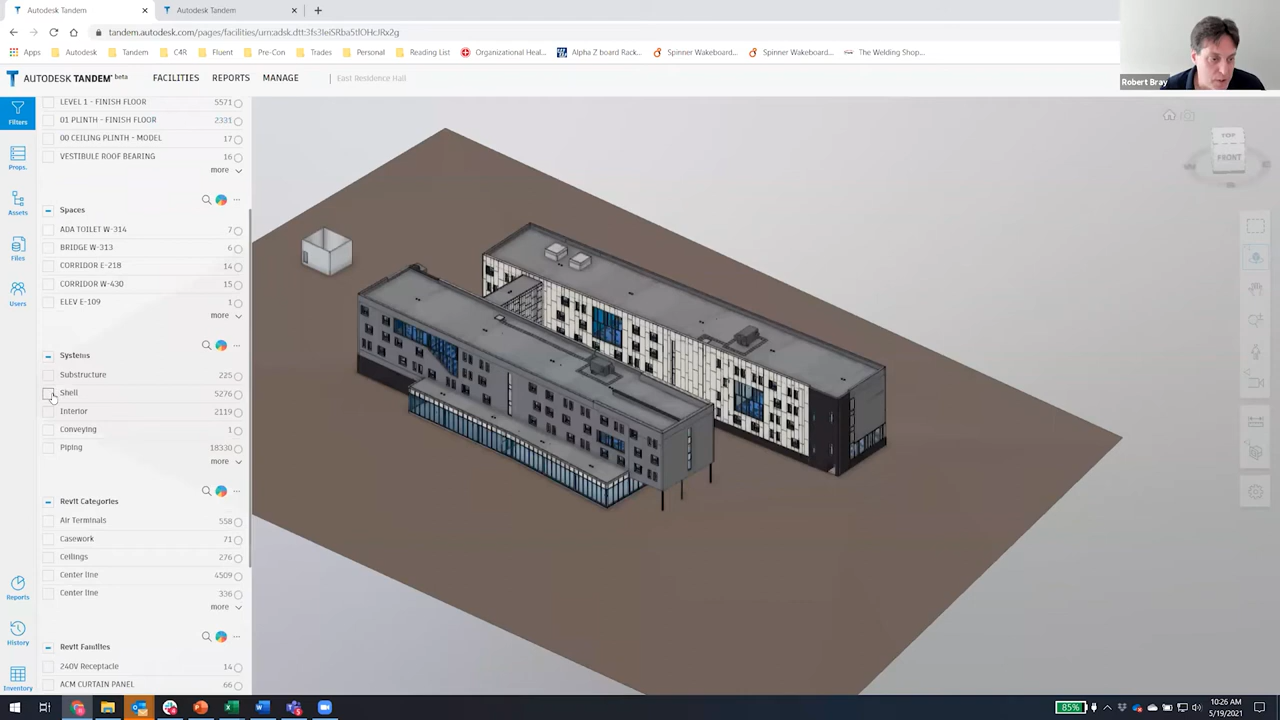 Autodesk Tandem
Autodesk Tandem
tandem.autodesk.com/pages/facilities/urn:adsk.dtt:
Apps
Autodesk
Tandem
C4R
Fluent
Pre-Con
Trades
Personal
Reading List
Organizational Heal...
Alpha Z board Rack...
Spinner Wakeboard...
Spinner Wakeboard...
The Welding Shop...
Robert Bray
AUTODESK TANDEM beta
FACILITIES
REPORTS
MANAGE
East Residence Hall
Filters
Props.
Assets
Files
Users
Reports
History
Inventory
LEVEL 1 - FINISH FLOOR 5571
01 PLINTH - FINISH FLOOR 2331
00 CEILING PLINTH - MODEL 17
VESTIBULE ROOF BEARING 16
more
Spaces
ADA TOILET W-314 7
BRIDGE W-313 6
CORRIDOR E-218 14
CORRIDOR W-430 15
ELEV E-109 1
more
Systems
Substructure 225
Shell 5276
Interior 2119
Conveying 1
Piping 18330
more
Revit Categories
Air Terminals 558
Casework 71
Ceilings 276
Center line 4509
Center line 336
more
Revit Families
240V Receptacle 14
ACM CURTAIN PANEL 66
TOP
FRONT
85%
10:26 AM
5/19/2021